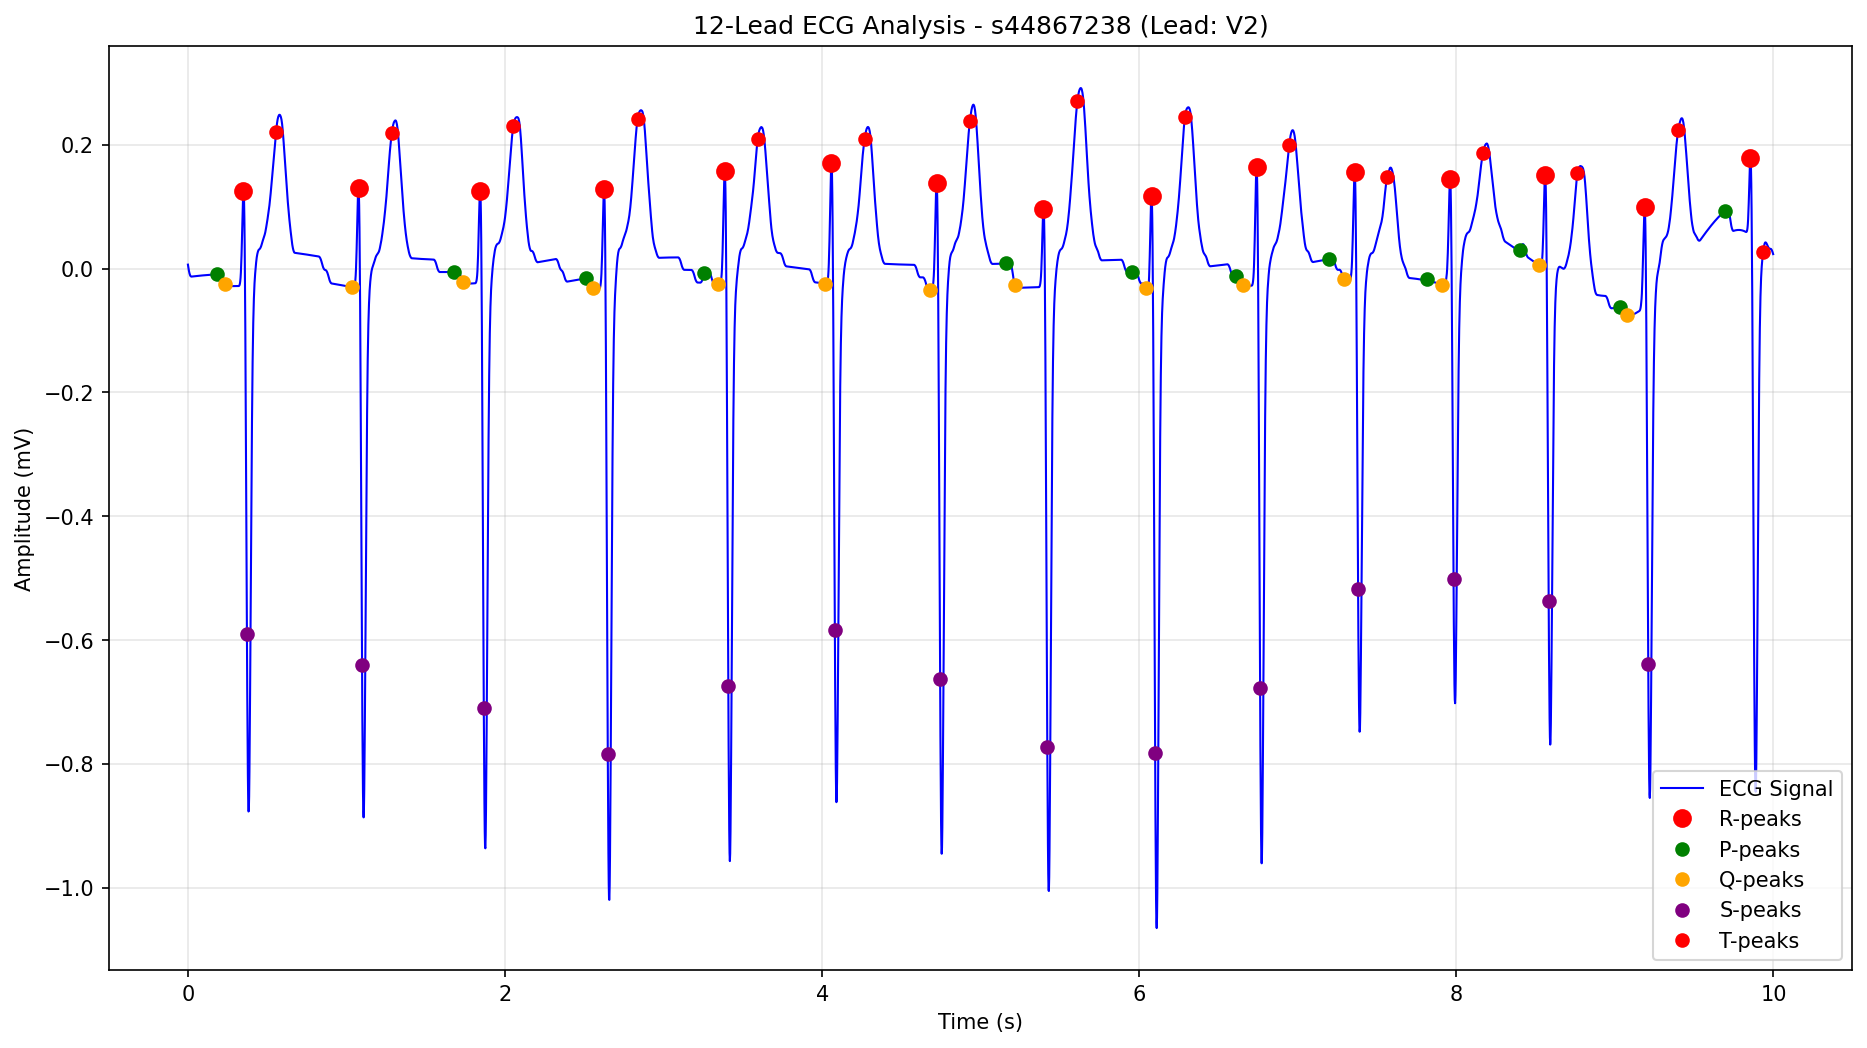 12-Lead ECG Analysis - s44867238 (Lead: V2)
Amplitude (mV)
0.2
0.0
−0.2
−0.4
−0.6
−0.8
−1.0
ECG Signal
R-peaks
P-peaks
Q-peaks
S-peaks
T-peaks
0 2 4 6 8 10
Time (s)